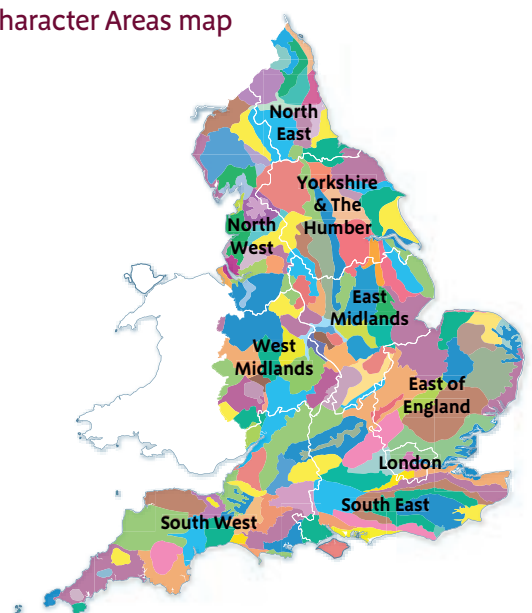 haracter Areas map
North
East
Yorkshire
& The
Humber
North
West
East
Midlands
West
Midlands
East of
England
London
South East
South West